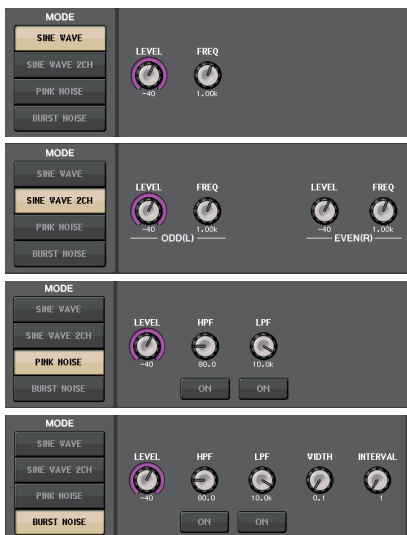 MODE
SINE WAVE
SINE WAVE 2CH
PINK NOISE
BURST NOISE
LEVEL FREQ
-40 1.00k
MODE
SINE WAVE
SINE WAVE 2CH
PINK NOISE
BURST NOISE
LEVEL FREQ LEVEL FREQ
-40 1.00k -40 1.00k
ODD(L) EVEN(R)
MODE
SINE WAVE
SINE WAVE 2CH
PINK NOISE
BURST NOISE
LEVEL HPF LPF
-40 80.0 10.0k
ON ON
MODE
SINE WAVE
SINE WAVE 2CH
PINK NOISE
BURST NOISE
LEVEL HPF LPF WIDTH INTERVAL
-40 80.0 10.0k 0.1 1
ON ON